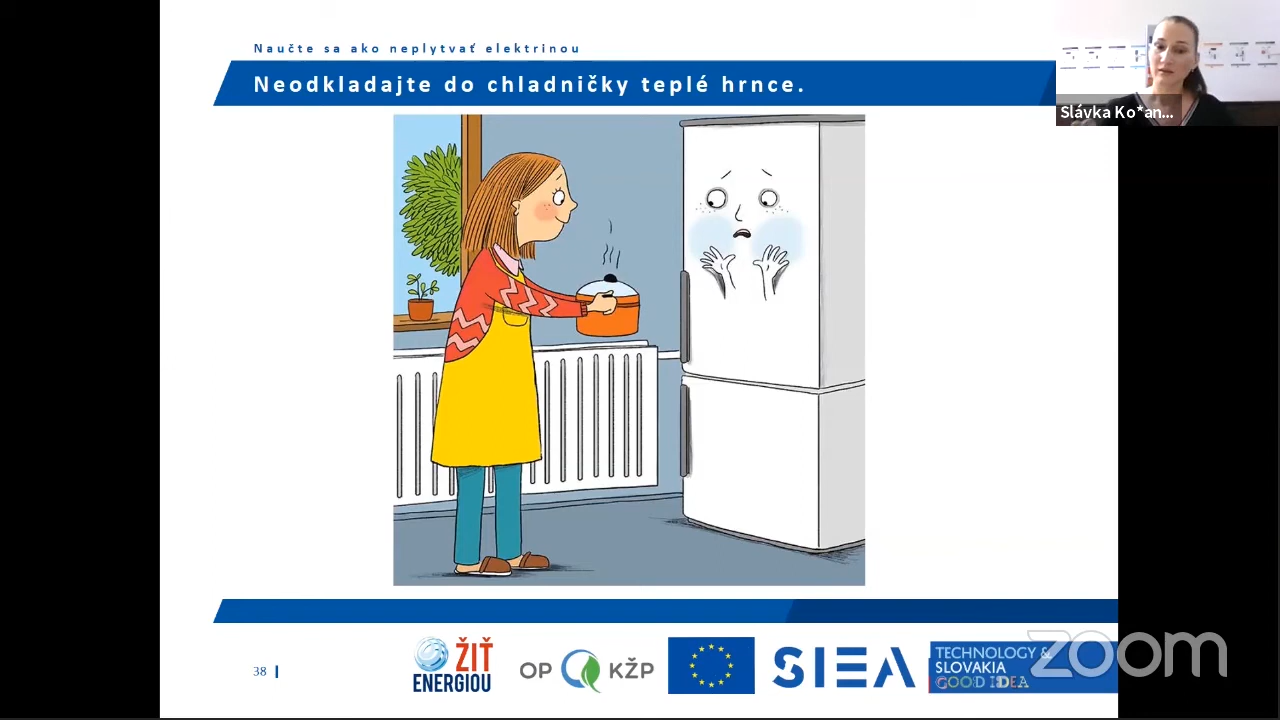 Naučte sa ako neplytvať elektrinou
Neodkladajte do chladničky teplé hrnce.
Slávka Ko*an...
38
ŽIŤ
ENERGIOU
OP KŽP
SIEA
TECHNOLOGY &
SLOVAKIA
GOOD IDEA
zoom